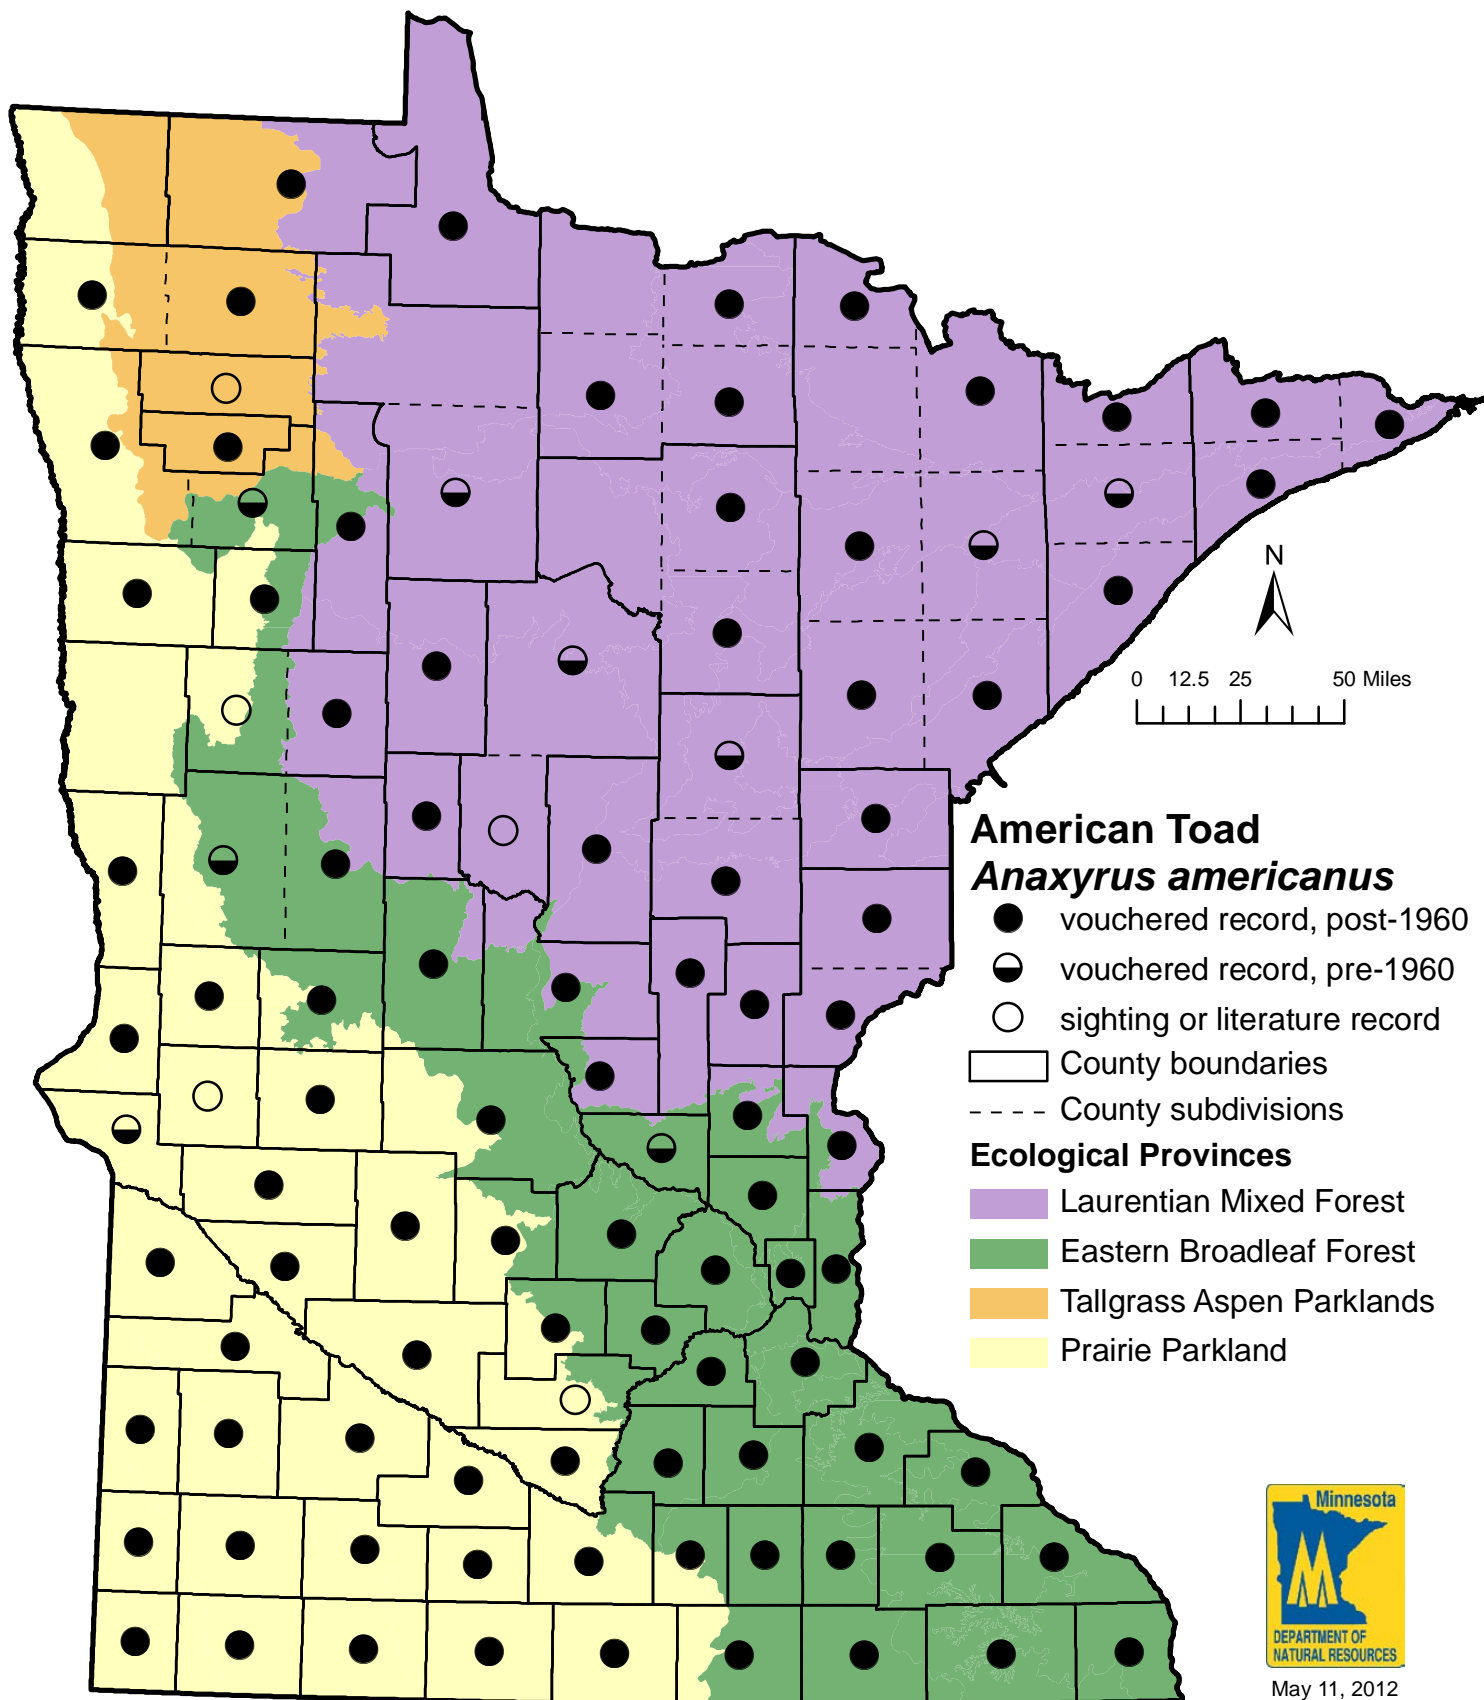 N
0 12.5 25 50 Miles
American Toad
Anaxyrus americanus
vouchered record, post-1960
vouchered record, pre-1960
sighting or literature record
County boundaries
County subdivisions
Ecological Provinces
Laurentian Mixed Forest
Eastern Broadleaf Forest
Tallgrass Aspen Parklands
Prairie Parkland
Minnesota
DEPARTMENT OF
NATURAL RESOURCES
May 11, 2012